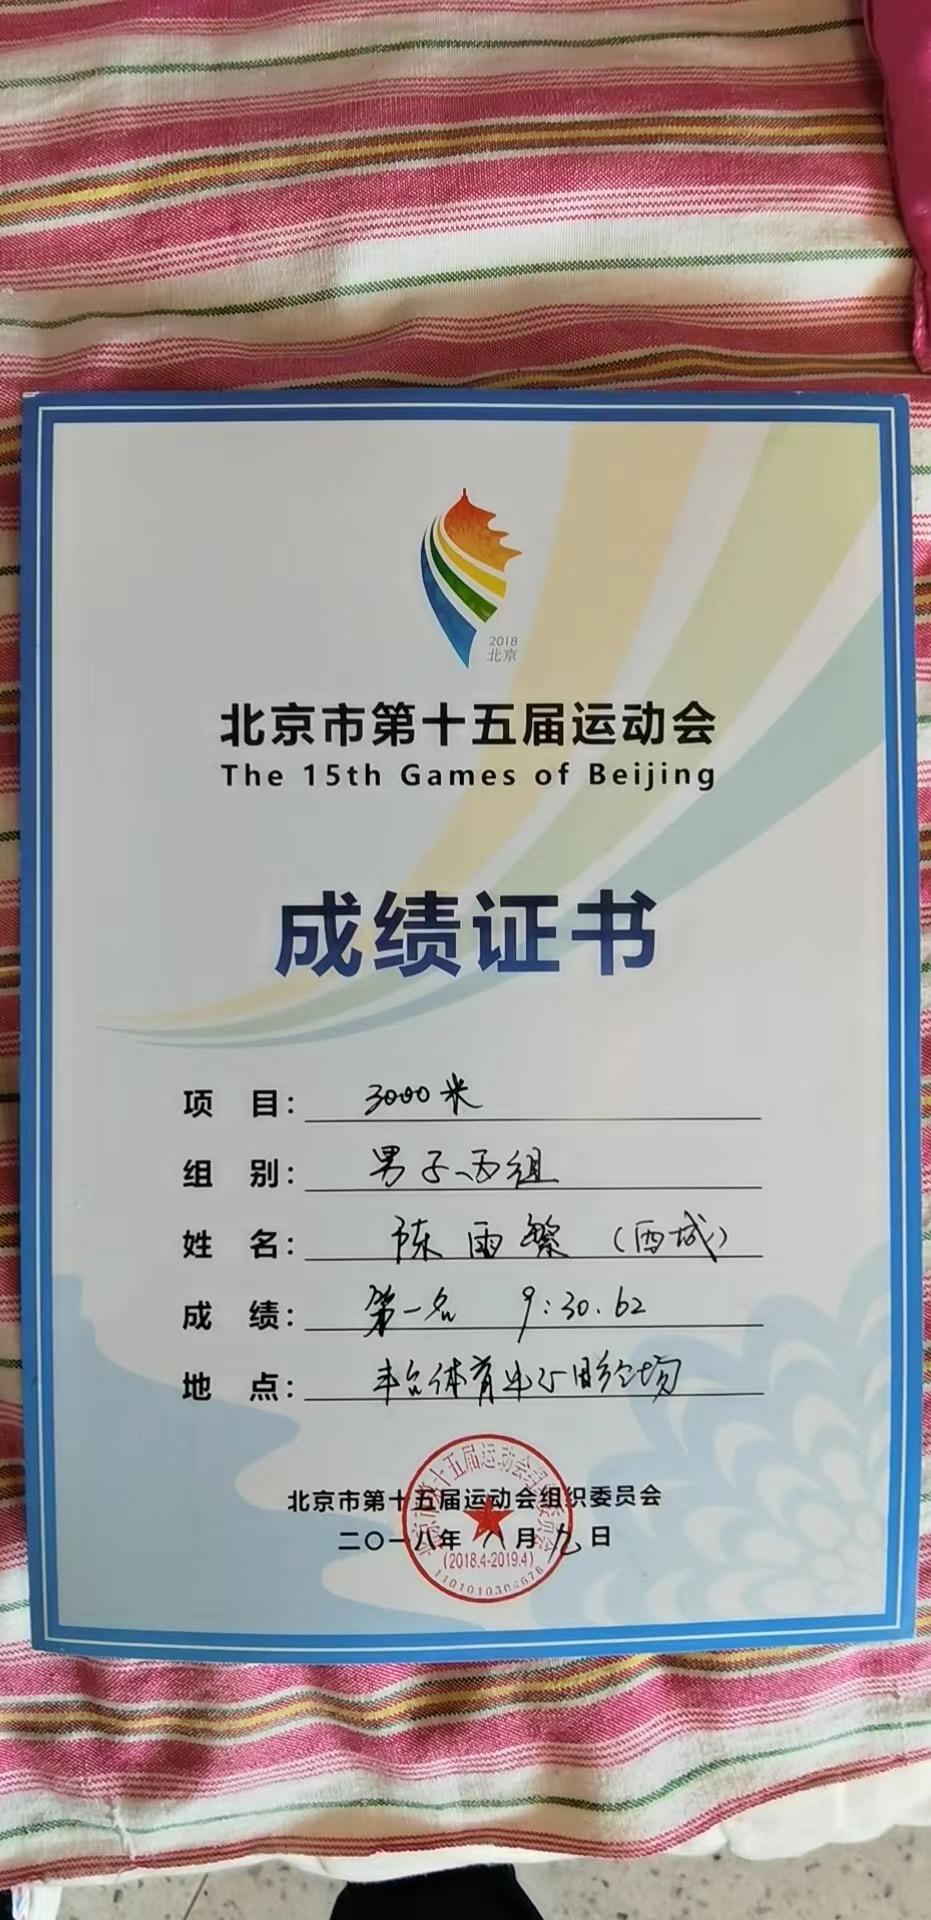 2018
北京
北京市第十五届运动会
The 15th Games of Beijing
成绩证书
项 目: 3000米
组 别: 男子丙组
姓 名: 陈雨繁 (西城)
成 绩: 第一名 9:30.62
地 点: 丰台体育中心田径场
北京市第十五届运动会组织委员会
二〇一八年 八月九日
(2018.4-2019.4)